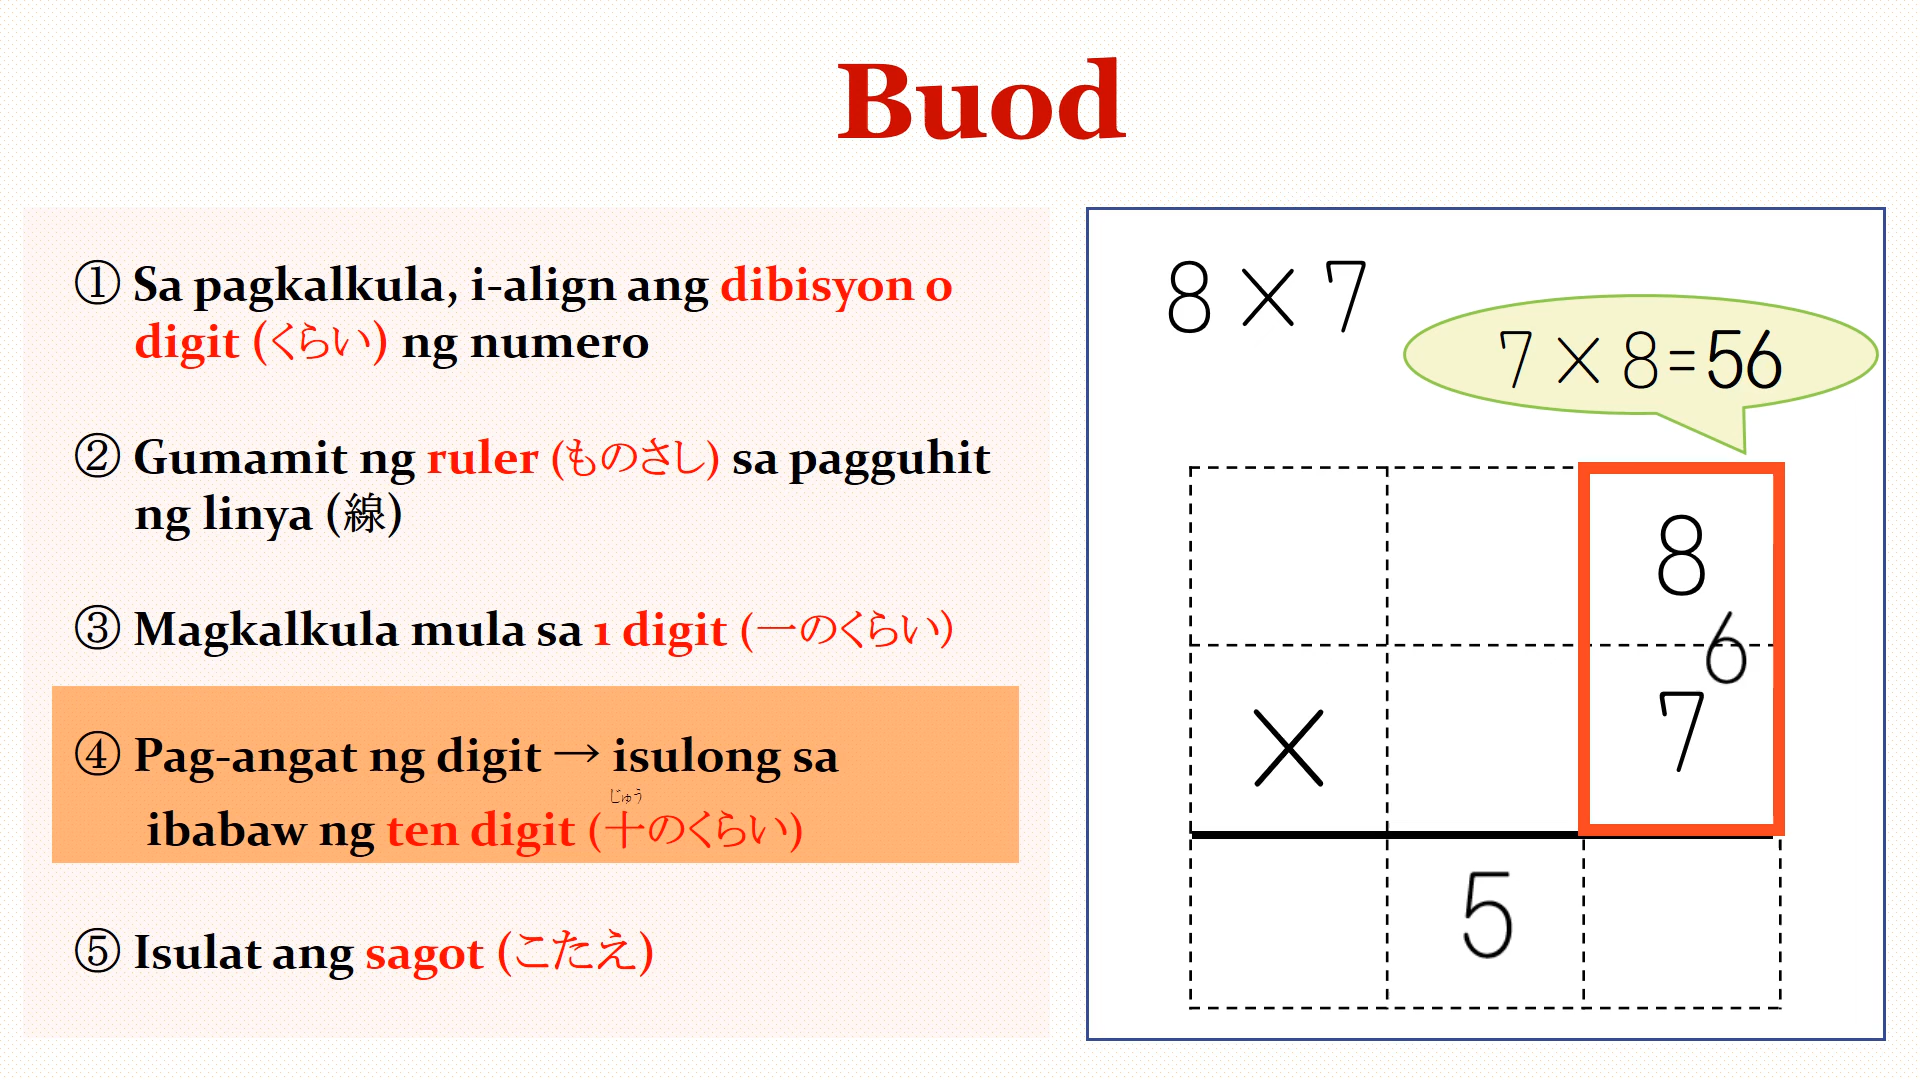 Buod
① Sa pagkalkula, i-align ang dibisyon o
digit (くらい) ng numero
② Gumamit ng ruler (ものさし) sa pagguhit
ng linya (線)
③ Magkalkula mula sa 1 digit (一のくらい)
④ Pag-angat ng digit → isulong sa
じゅう
ibabaw ng ten digit (十のくらい)
⑤ Isulat ang sagot (こたえ)
8 × 7
7 × 8 = 56
8
6
× 7
5